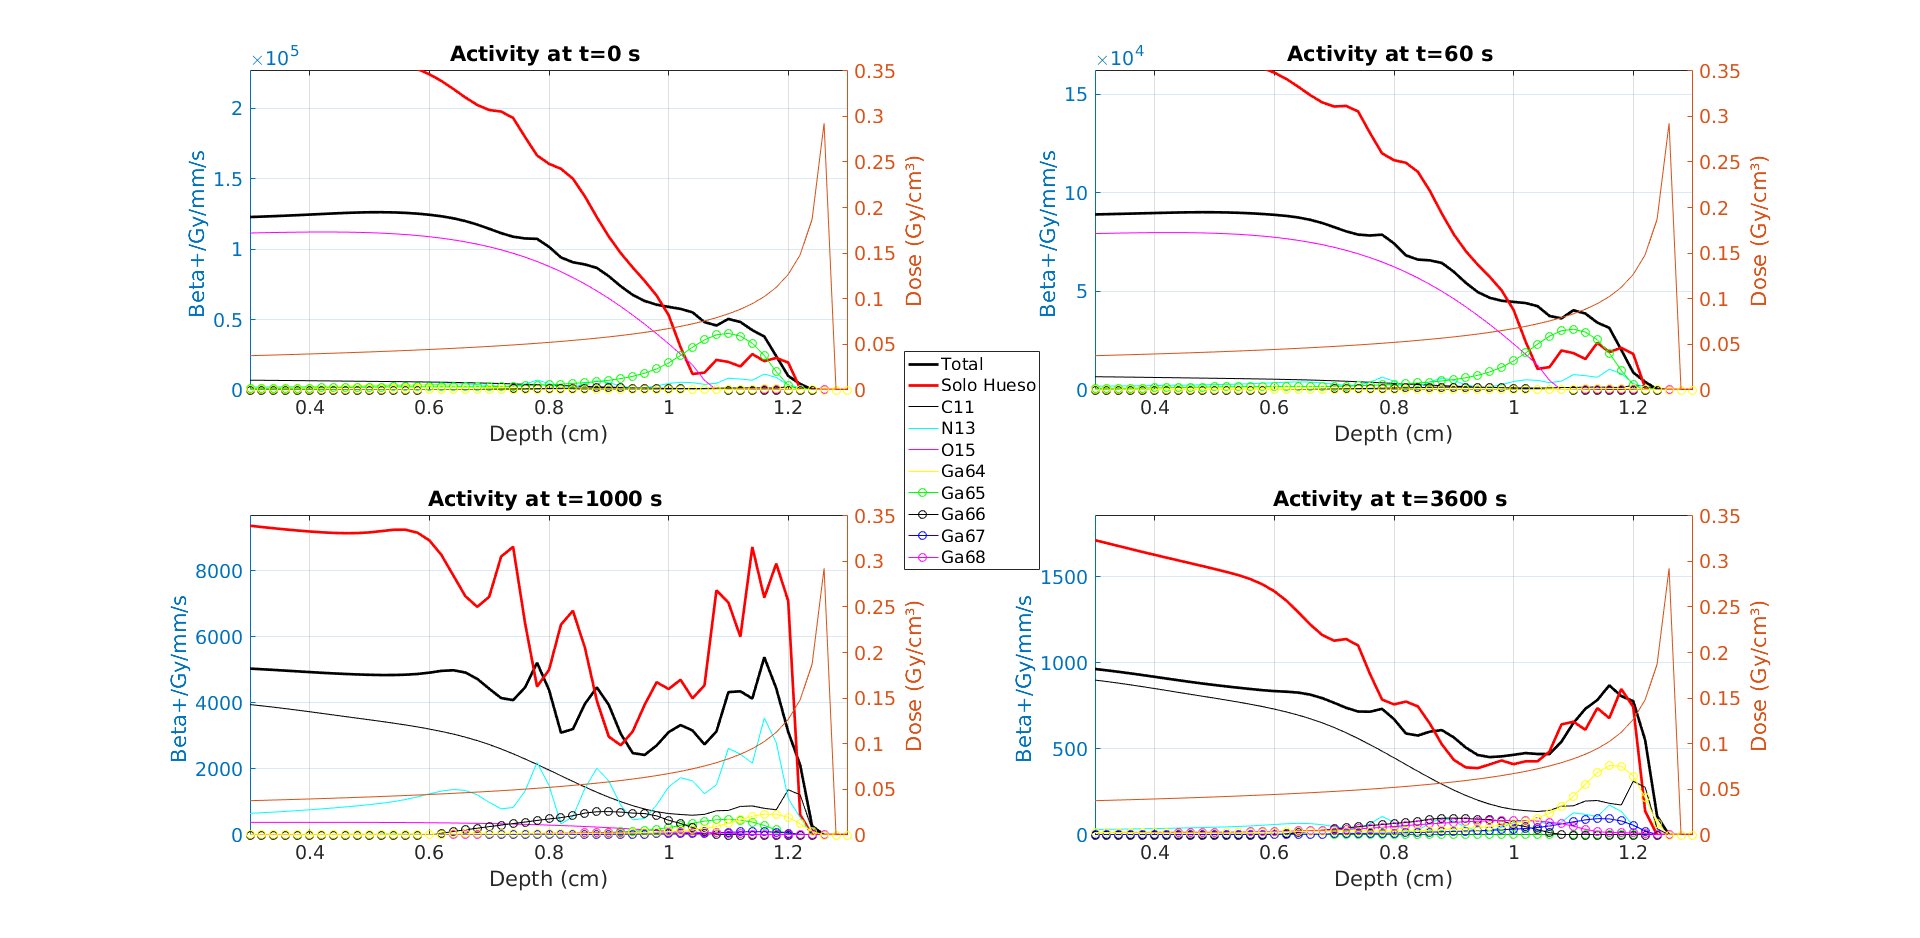 Activity at t=0 s
×10⁵
2
1.5
1
0.5
0
0.4
0.6
0.8
1
1.2
Depth (cm)
Beta+/Gy/mm/s
0.35
0.3
0.25
0.2
0.15
0.1
0.05
0
Dose (Gy/cm³)
Activity at t=60 s
×10⁴
15
10
5
0
0.4
0.6
0.8
1
1.2
Depth (cm)
Beta+/Gy/mm/s
0.35
0.3
0.25
0.2
0.15
0.1
0.05
0
Dose (Gy/cm³)
Total
Solo Hueso
C11
N13
O15
Ga64
Ga65
Ga66
Ga67
Ga68
Activity at t=1000 s
8000
6000
4000
2000
0
0.4
0.6
0.8
1
1.2
Depth (cm)
Beta+/Gy/mm/s
0.35
0.3
0.25
0.2
0.15
0.1
0.05
0
Dose (Gy/cm³)
Activity at t=3600 s
1500
1000
500
0
0.4
0.6
0.8
1
1.2
Depth (cm)
Beta+/Gy/mm/s
0.35
0.3
0.25
0.2
0.15
0.1
0.05
0
Dose (Gy/cm³)